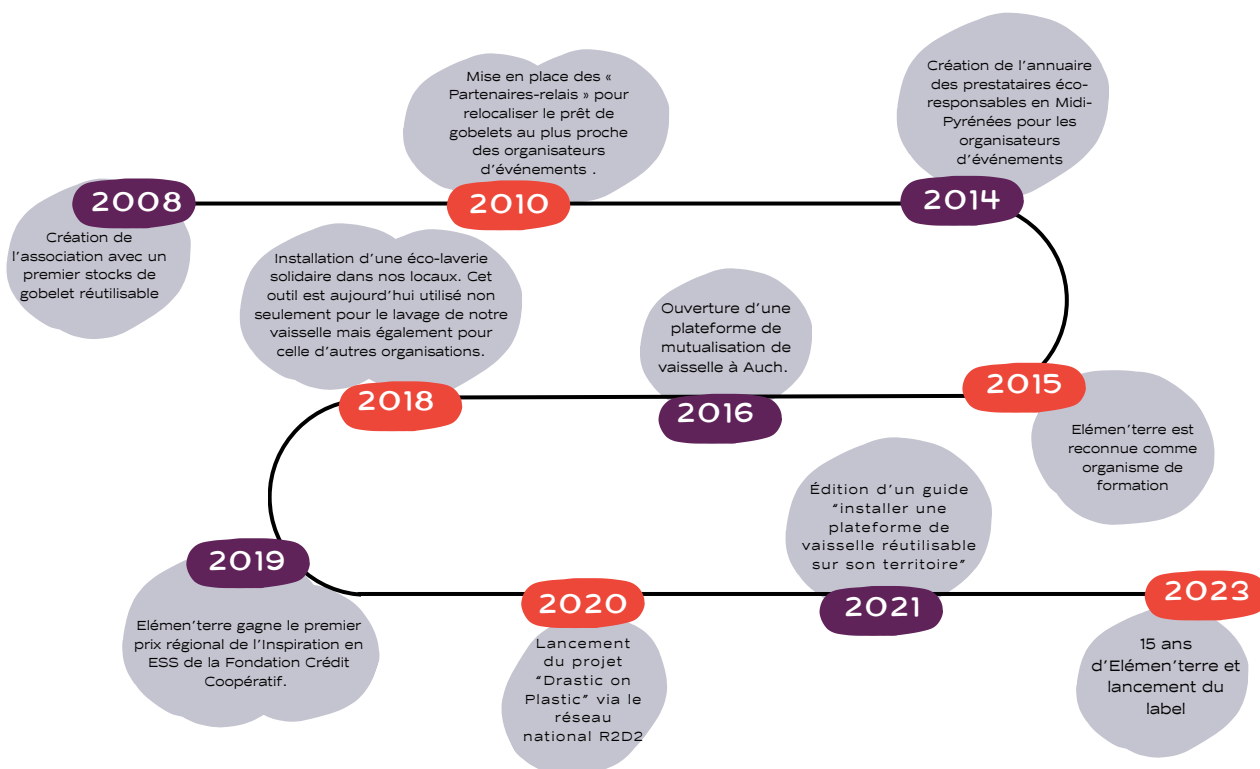 2008
Création de
l'association avec un
premier stocks de
gobelet réutilisable
Mise en place des «
Partenaires-relais » pour
relocaliser le prêt de
gobelets au plus proche
des organisateurs
d'événements .
2010
Création de l'annuaire
des prestataires éco-
responsables en Midi-
Pyrénées pour les
organisateurs
d'événements
2014
2015
Elémen'terre est
reconnue comme
organisme de
formation
Ouverture d'une
plateforme de
mutualisation de
vaisselle à Auch.
2016
Installation d'une éco-laverie
solidaire dans nos locaux. Cet
outil est aujourd'hui utilisé non
seulement pour le lavage de notre
vaisselle mais également pour
celle d'autres organisations.
2018
2019
Elémen'terre gagne le premier
prix régional de l'Inspiration en
ESS de la Fondation Crédit
Coopératif.
2020
Lancement
du projet
"Drastic on
Plastic" via le
réseau
national R2D2
Édition d'un guide
"installer une
plateforme de
vaisselle réutilisable
sur son territoire"
2021
2023
15 ans
d'Elémen'terre et
lancement du
label